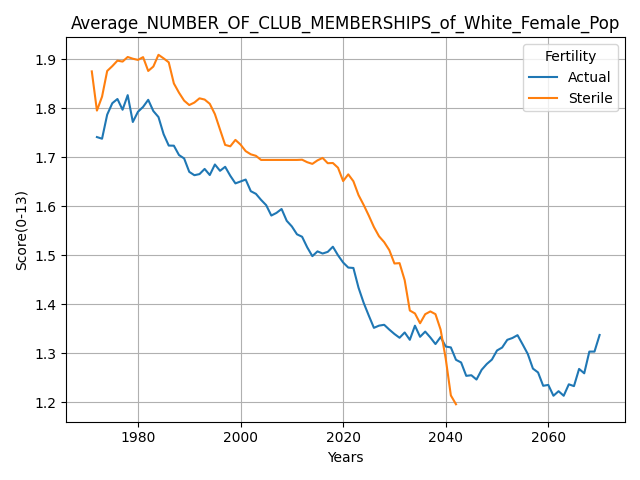 Average_NUMBER_OF_CLUB_MEMBERSHIPS_of_White_Female_Pop
Fertility
Actual
Sterile
Score(0-13)
1.9
1.8
1.7
1.6
1.5
1.4
1.3
1.2
1980
2000
2020
2040
2060
Years